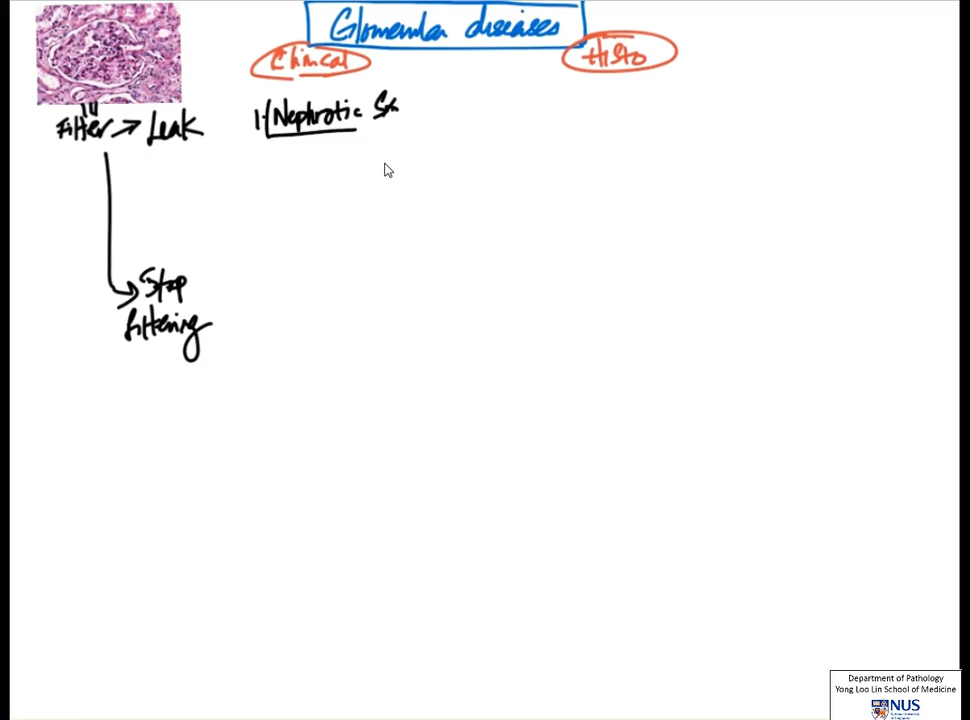 Glomerular diseases
Clinical
Histo
Filter → Leak
1/ Nephrotic Sx
Stop
filtering
Department of Pathology
Yong Loo Lin School of Medicine
NUS